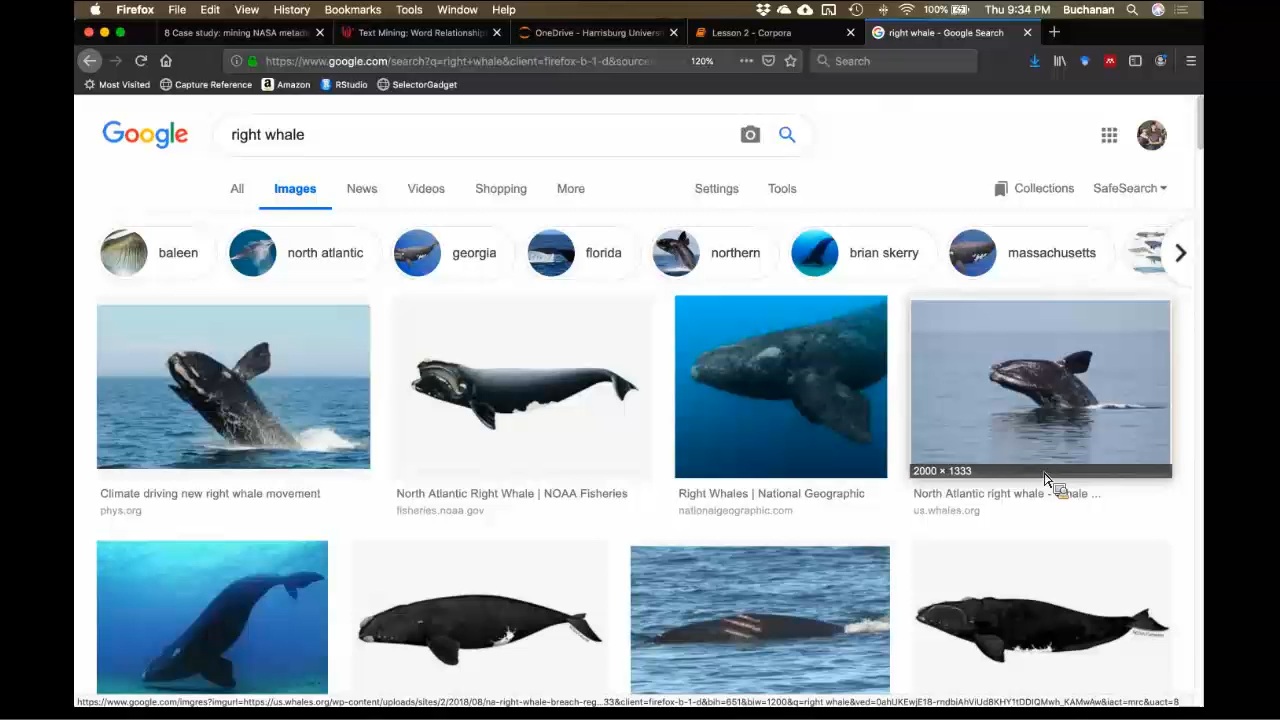 Firefox File Edit View History Bookmarks Tools Window Help 100% Thu 9:34 PM Buchanan
8 Case study: mining NASA metad Text Mining: Word Relationship OneDrive - Harrisburg Univers Lesson 2 - Corpora right whale - Google Search
https://www.google.com/search?q=right+whale&client=firefox-b-1-d&source 120% Search
Most Visited Capture Reference Amazon RStudio SelectorGadget
Google right whale
All Images News Videos Shopping More Settings Tools Collections SafeSearch
baleen north atlantic georgia florida northern brian skerry massachusetts
2000 × 1333
Climate driving new right whale movement North Atlantic Right Whale | NOAA Fisheries Right Whales | National Geographic North Atlantic right whale - ...
phys.org fisheries.noaa.gov nationalgeographic.com us.whales.org